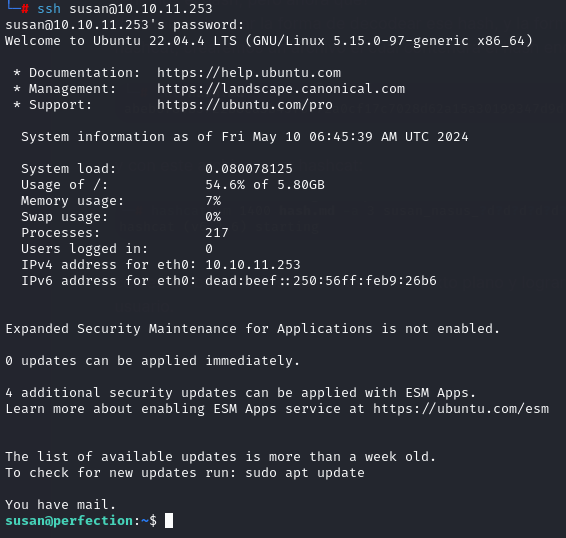 └─# ssh susan@10.10.11.253
susan@10.10.11.253's password:
Welcome to Ubuntu 22.04.4 LTS (GNU/Linux 5.15.0-97-generic x86_64)
* Documentation:  https://help.ubuntu.com
* Management:     https://landscape.canonical.com
* Support:        https://ubuntu.com/pro
System information as of Fri May 10 06:45:39 AM UTC 2024
System load:           0.080078125
Usage of /:            54.6% of 5.80GB
Memory usage:          7%
Swap usage:            0%
Processes:             217
Users logged in:       0
IPv4 address for eth0: 10.10.11.253
IPv6 address for eth0: dead:beef::250:56ff:feb9:26b6
Expanded Security Maintenance for Applications is not enabled.
0 updates can be applied immediately.
4 additional security updates can be applied with ESM Apps.
Learn more about enabling ESM Apps service at https://ubuntu.com/esm
The list of available updates is more than a week old.
To check for new updates run: sudo apt update
You have mail.
susan@perfection:~$